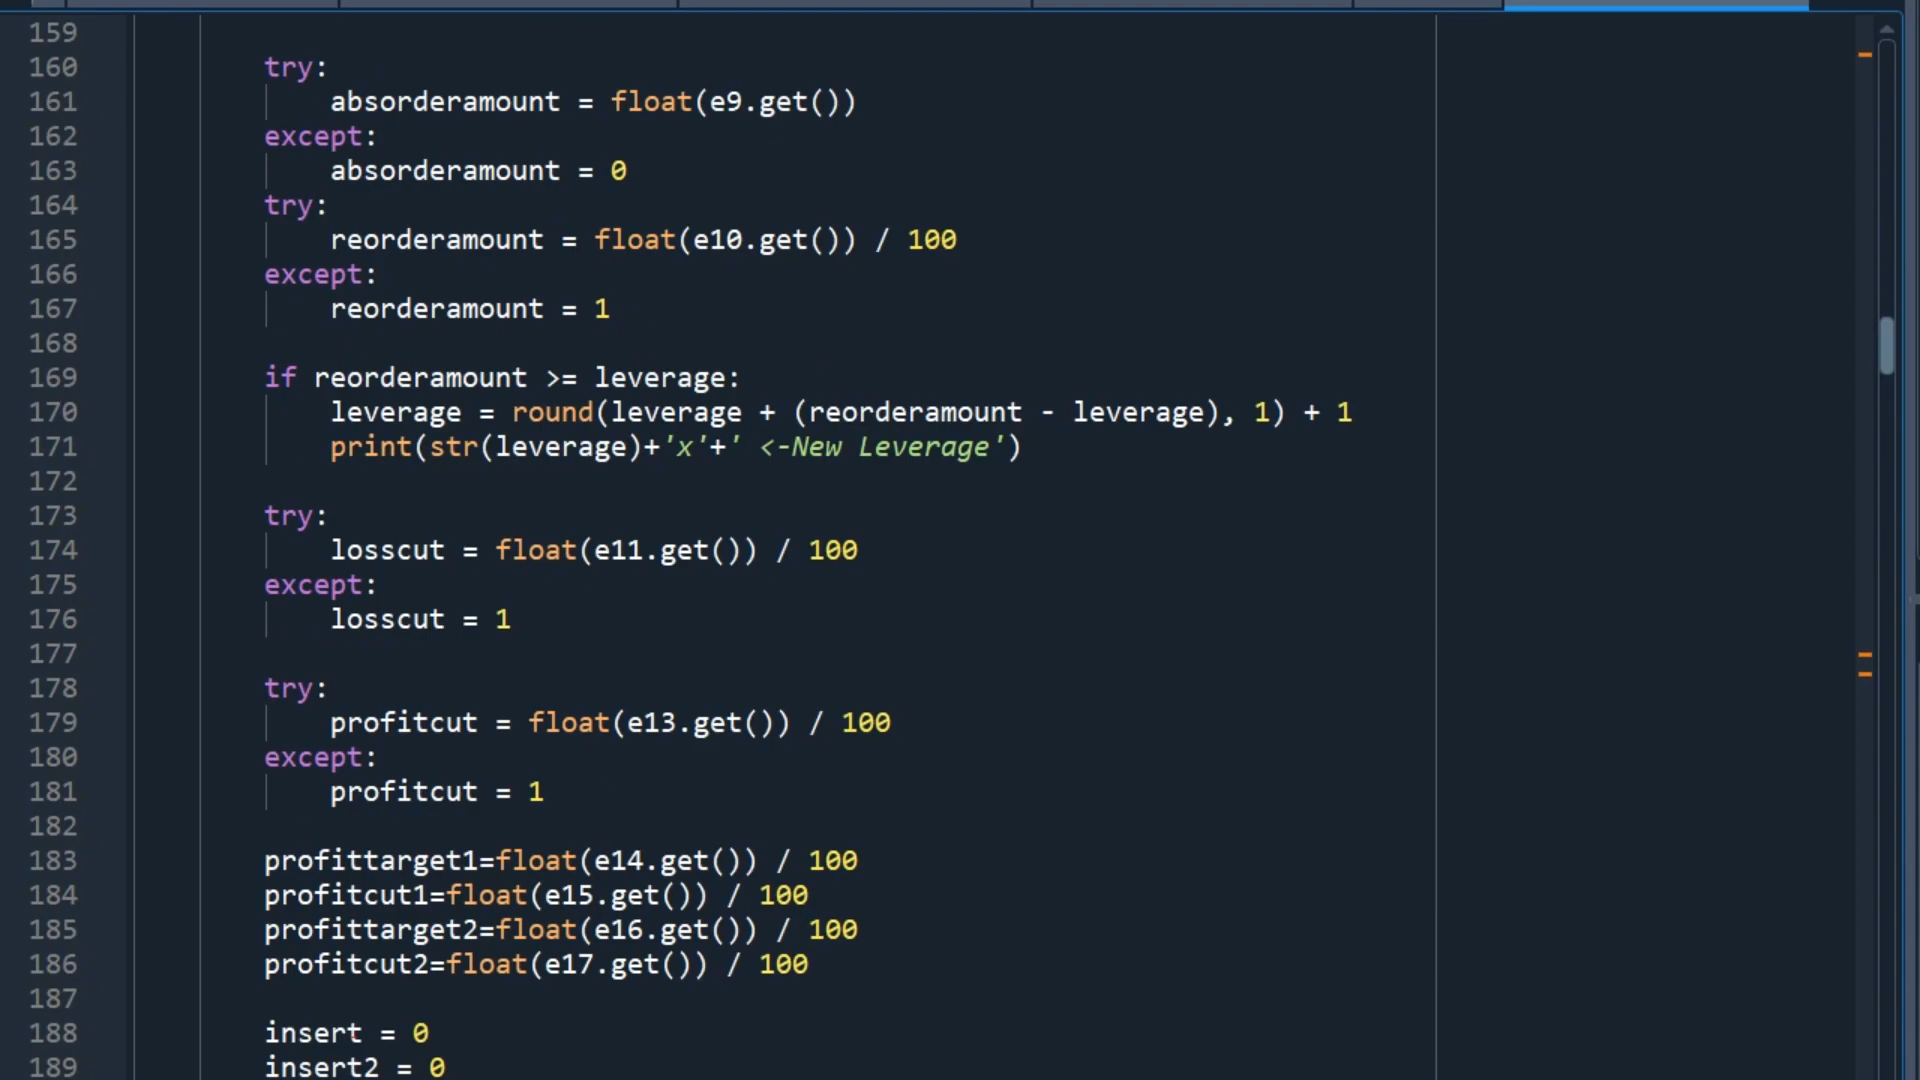 159
160 try:
161 absorderamount = float(e9.get())
162 except:
163 absorderamount = 0
164 try:
165 reorderamount = float(e10.get()) / 100
166 except:
167 reorderamount = 1
168
169 if reorderamount >= leverage:
170 leverage = round(leverage + (reorderamount - leverage), 1) + 1
171 print(str(leverage)+'x'+' <-New Leverage')
172
173 try:
174 losscut = float(e11.get()) / 100
175 except:
176 losscut = 1
177
178 try:
179 profitcut = float(e13.get()) / 100
180 except:
181 profitcut = 1
182
183 profittarget1=float(e14.get()) / 100
184 profitcut1=float(e15.get()) / 100
185 profittarget2=float(e16.get()) / 100
186 profitcut2=float(e17.get()) / 100
187
188 insert = 0
189 insert2 = 0